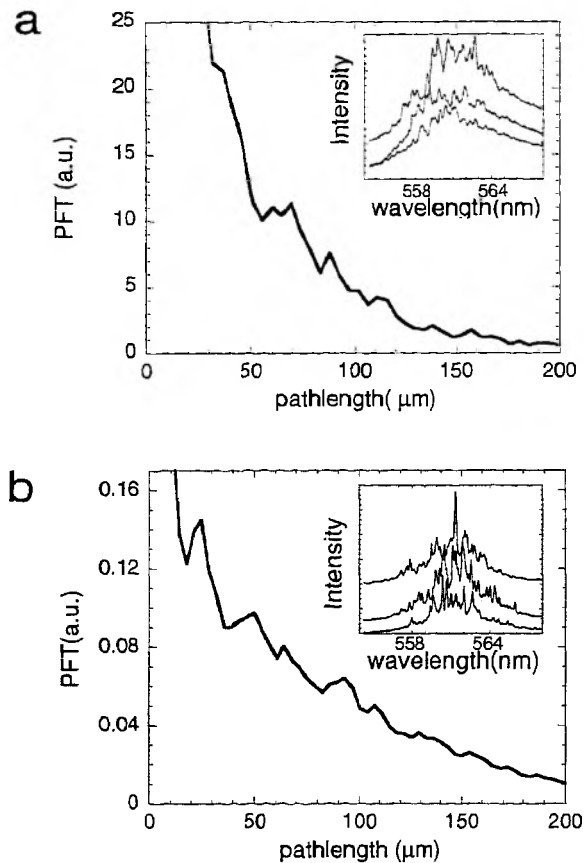 a
25
20
15
10
5
0
PFT (a.u.)
0 50 100 150 200
pathlength( μm)
Intensity
558 564
wavelength(nm)
b
0.16
0.12
0.08
0.04
0
PFT(a.u.)
0 50 100 150 200
pathlength (μm)
Intensity
558 564
wavelength(nm)